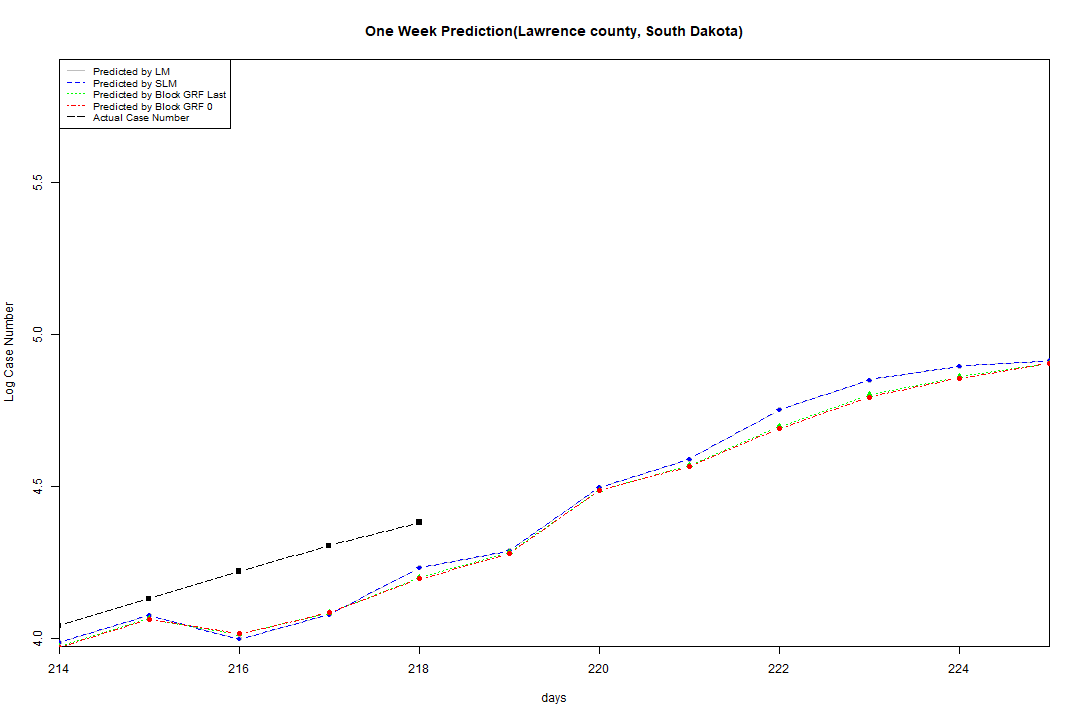 One Week Prediction(Lawrence county, South Dakota)
Predicted by LM
Predicted by SLM
Predicted by Block GRF Last
Predicted by Block GRF 0
Actual Case Number
5.5
5.0
4.5
4.0
Log Case Number
214 216 218 220 222 224
days